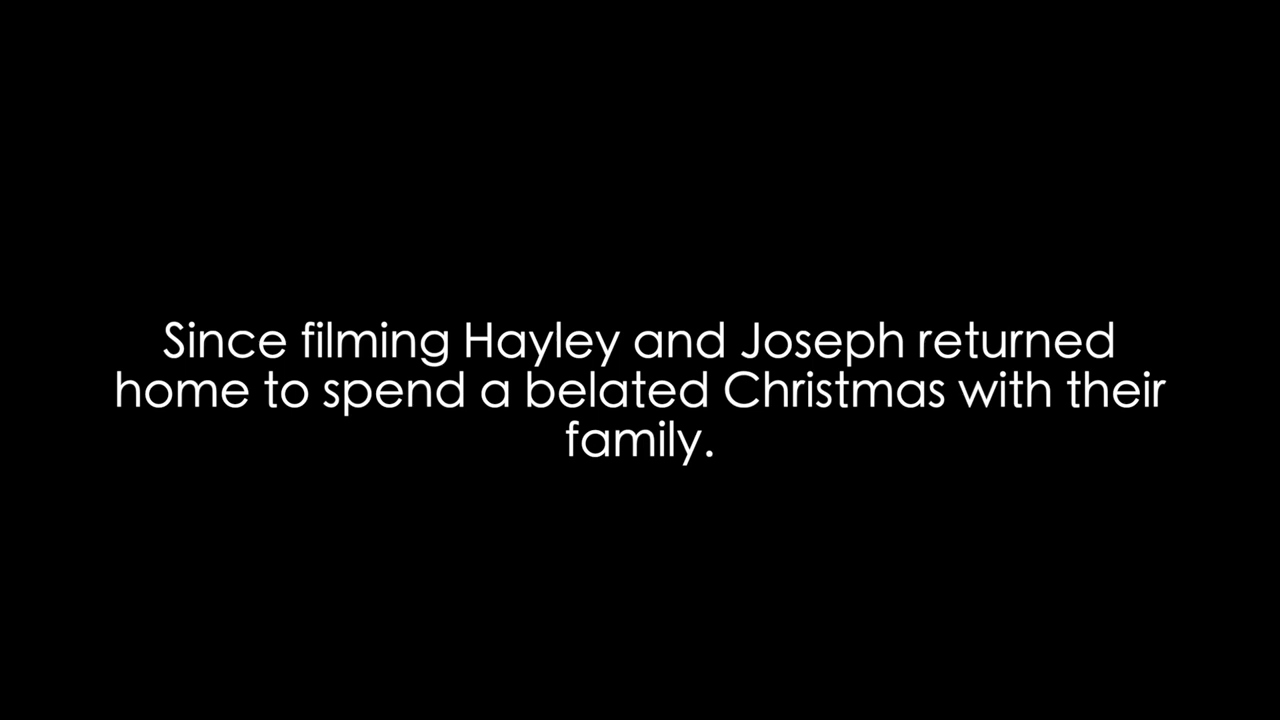 Since filming Hayley and Joseph returned
home to spend a belated Christmas with their
family.